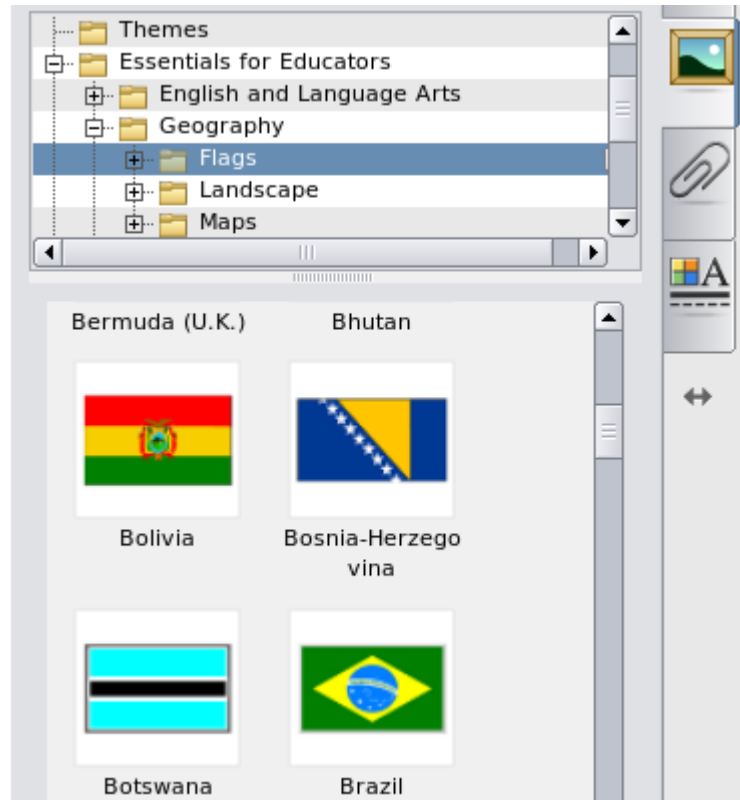 Themes
Essentials for Educators
English and Language Arts
Geography
Flags
Landscape
Maps
A
Bermuda (U.K.) Bhutan
Bolivia Bosnia-Herzego
vina
Botswana Brazil